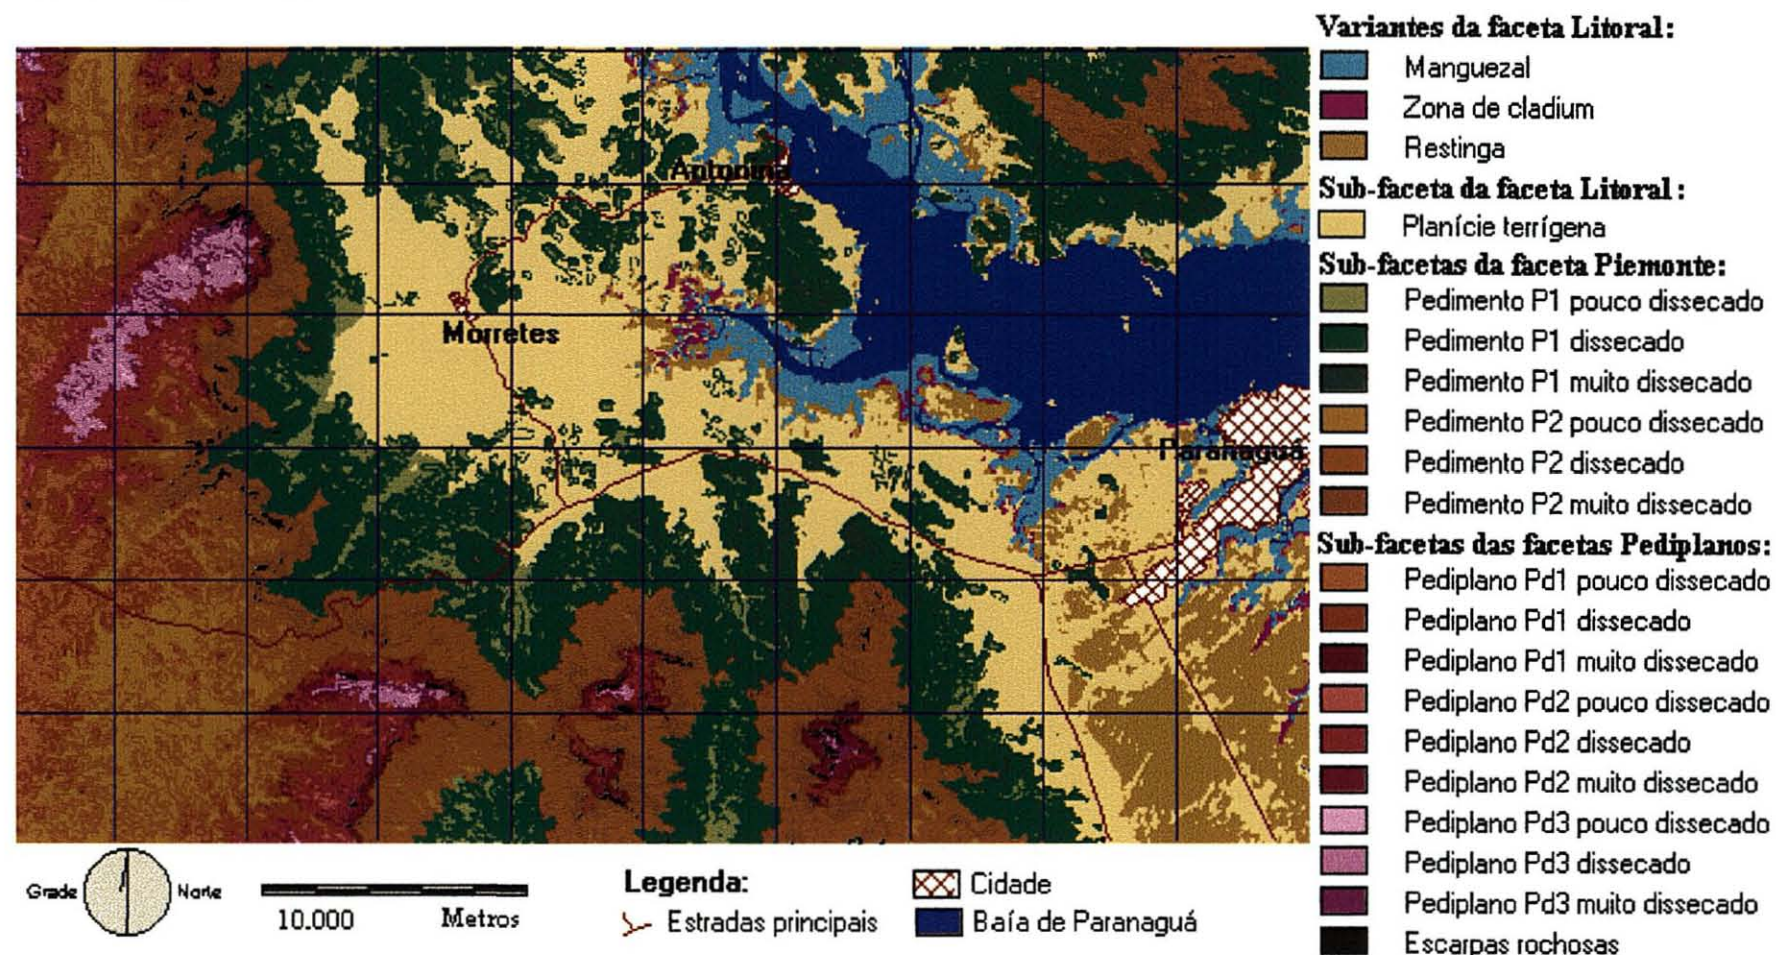 Antonina
Morretes
Paranaguá
Grade
Norte
10.000 Metros
Legenda:
Estradas principais
Cidade
Baía de Paranaguá
Variantes da faceta Litoral:
Manguezal
Zona de cladium
Restinga
Sub-faceta da faceta Litoral :
Planície terrígena
Sub-facetas da faceta Piemonte:
Pedimento P1 pouco dissecado
Pedimento P1 dissecado
Pedimento P1 muito dissecado
Pedimento P2 pouco dissecado
Pedimento P2 dissecado
Pedimento P2 muito dissecado
Sub-facetas das facetas Pediplanos:
Pediplano Pd1 pouco dissecado
Pediplano Pd1 dissecado
Pediplano Pd1 muito dissecado
Pediplano Pd2 pouco dissecado
Pediplano Pd2 dissecado
Pediplano Pd2 muito dissecado
Pediplano Pd3 pouco dissecado
Pediplano Pd3 dissecado
Pediplano Pd3 muito dissecado
Escarpas rochosas